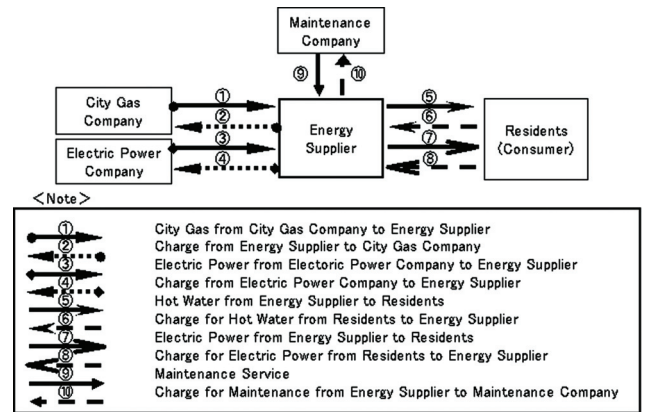 Maintenance
Company
⑨
⑩
City Gas
Company
①
②
Electric Power
Company
③
④
Energy
Supplier
⑤
⑥
⑦
⑧
Residents
(Consumer)
<Note>
① City Gas from City Gas Company to Energy Supplier
② Charge from Energy Supplier to City Gas Company
③ Electric Power from Electoric Power Company to Energy Supplier
④ Charge from Electric Power Company to Energy Supplier
⑤ Hot Water from Energy Supplier to Residents
⑥ Charge for Hot Water from Residents to Energy Supplier
⑦ Electric Power from Energy Supplier to Residents
⑧ Charge for Electric Power from Residents to Energy Supplier
⑨ Maintenance Service
⑩ Charge for Maintenance from Energy Supplier to Maintenance Company